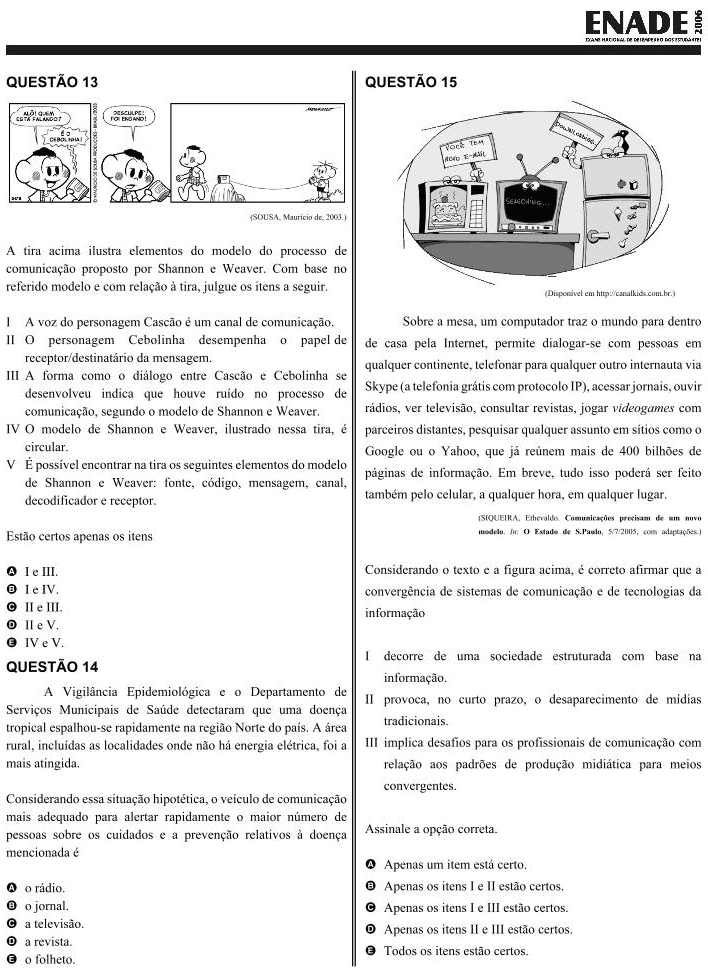 ENADE 2006
EXAME NACIONAL DE DESEMPENHO DOS ESTUDANTES
QUESTÃO 13
ALÔ! QUEM
ESTÁ FALANDO?
É O
CEBOLINHA!
DESCULPE!
FOI ENGANO!
© MAURICIO DE SOUSA PRODUÇÕES - BRASIL/2003
(SOUSA, Mauricio de, 2003.)
A tira acima ilustra elementos do modelo do processo de
comunicação proposto por Shannon e Weaver. Com base no
referido modelo e com relação à tira, julgue os itens a seguir.
I A voz do personagem Cascão é um canal de comunicação.
II O personagem Cebolinha desempenha o papel de
receptor/destinatário da mensagem.
III A forma como o diálogo entre Cascão e Cebolinha se
desenvolveu indica que houve ruído no processo de
comunicação, segundo o modelo de Shannon e Weaver.
IV O modelo de Shannon e Weaver, ilustrado nessa tira, é
circular.
V É possível encontrar na tira os seguintes elementos do modelo
de Shannon e Weaver: fonte, código, mensagem, canal,
decodificador e receptor.
Estão certos apenas os itens
A I e III.
B I e IV.
C II e III.
D II e V.
E IV e V.
QUESTÃO 14
A Vigilância Epidemiológica e o Departamento de
Serviços Municipais de Saúde detectaram que uma doença
tropical espalhou-se rapidamente na região Norte do país. A área
rural, incluídas as localidades onde não há energia elétrica, foi a
mais atingida.
Considerando essa situação hipotética, o veículo de comunicação
mais adequado para alertar rapidamente o maior número de
pessoas sobre os cuidados e a prevenção relativos à doença
mencionada é
A o rádio.
B o jornal.
C a televisão.
D a revista.
E o folheto.
QUESTÃO 15
VOCÊ TEM
NOVO E-MAIL
DOWNLOADING...
SEARCHING...
(Disponível em http://canalkids.com.br.)
Sobre a mesa, um computador traz o mundo para dentro
de casa pela Internet, permite dialogar-se com pessoas em
qualquer continente, telefonar para qualquer outro internauta via
Skype (a telefonia grátis com protocolo IP), acessar jornais, ouvir
rádios, ver televisão, consultar revistas, jogar videogames com
parceiros distantes, pesquisar qualquer assunto em sítios como o
Google ou o Yahoo, que já reúnem mais de 400 bilhões de
páginas de informação. Em breve, tudo isso poderá ser feito
também pelo celular, a qualquer hora, em qualquer lugar.
(SIQUEIRA, Ethevaldo. Comunicações precisam de um novo
modelo. In: O Estado de S.Paulo, 5/7/2005, com adaptações.)
Considerando o texto e a figura acima, é correto afirmar que a
convergência de sistemas de comunicação e de tecnologias da
informação
I decorre de uma sociedade estruturada com base na
informação.
II provoca, no curto prazo, o desaparecimento de mídias
tradicionais.
III implica desafios para os profissionais de comunicação com
relação aos padrões de produção midiática para meios
convergentes.
Assinale a opção correta.
A Apenas um item está certo.
B Apenas os itens I e II estão certos.
C Apenas os itens I e III estão certos.
D Apenas os itens II e III estão certos.
E Todos os itens estão certos.